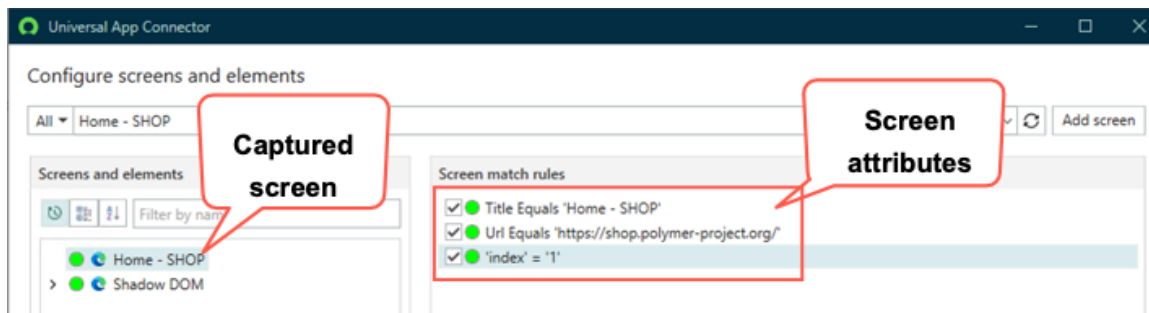 Universal App Connector
Configure screens and elements
All Home - SHOP
Add screen
Captured
screen
Screen
attributes
Screens and elements
Screen match rules
Filter by nam
Title Equals 'Home - SHOP'
Url Equals 'https://shop.polymer-project.org/'
'index' = '1'
Home - SHOP
Shadow DOM